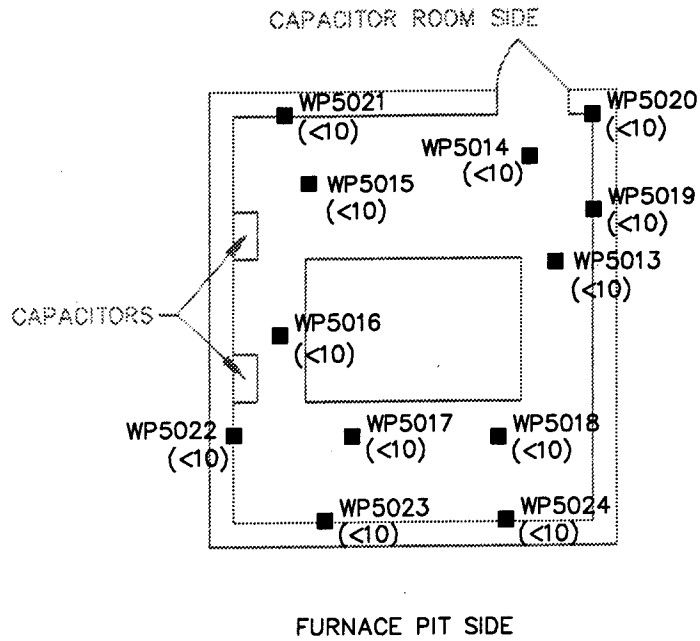 CAPACITOR ROOM SIDE
WP5021
(<10)
WP5020
(<10)
WP5014
(<10)
WP5015
(<10)
WP5019
(<10)
WP5013
(<10)
CAPACITORS
WP5016
(<10)
WP5022
(<10)
WP5017
(<10)
WP5018
(<10)
WP5023
(<10)
WP5024
(<10)
FURNACE PIT SIDE